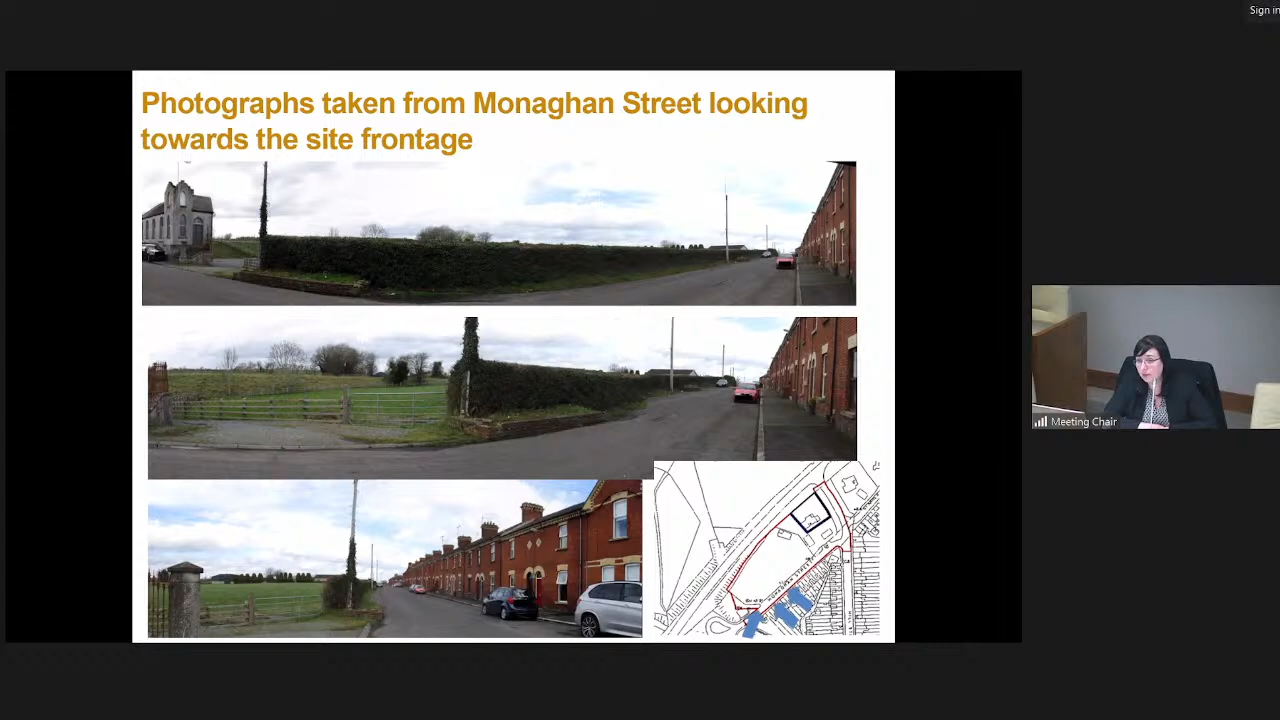 Sign in
Photographs taken from Monaghan Street looking
towards the site frontage
Meeting Chair